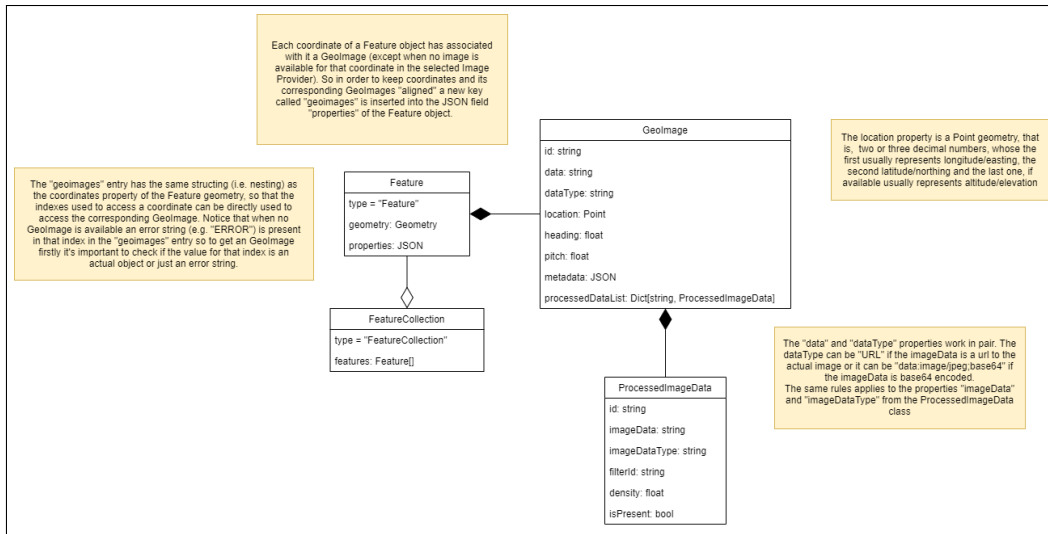 Each coordinate of a Feature object has associated
with it a GeoImage (except when no image is
available for that coordinate in the selected Image
Provider). So in order to keep coordinates and its
corresponding GeoImages "aligned" a new key
called "geoimages" is inserted into the JSON field
"properties" of the Feature object.
The "geoimages" entry has the same structing (i.e. nesting) as
the coordinates property of the Feature geometry, so that the
indexes used to access a coordinate can be directly used to
access the corresponding GeoImage. Notice that when no
GeoImage is available an error string (e.g. "ERROR") is present
in that index in the "geoimages" entry so to get an GeoImage
firstly it's important to check if the value for that index is an
actual object or just an error string.
Feature
type = "Feature"
geometry: Geometry
properties: JSON
FeatureCollection
type = "FeatureCollection"
features: Feature[]
GeoImage
id: string
data: string
dataType: string
location: Point
heading: float
pitch: float
metadata: JSON
processedDataList: Dict[string, ProcessedImageData]
The location property is a Point geometry, that
is, two or three decimal numbers, whose the
first usually represents longitude/easting, the
second latitude/northing and the last one, if
available usually represents altitude/elevation
The "data" and "dataType" properties work in pair. The
dataType can be "URL" if the imageData is a url to the
actual image or it can be "data:image/jpeg;base64" if
the imageData is base64 encoded.
The same rules applies to the properties "imageData"
and "imageDataType" from the ProcessedImageData
class
ProcessedImageData
id: string
imageData: string
imageDataType: string
filterId: string
density: float
isPresent: bool